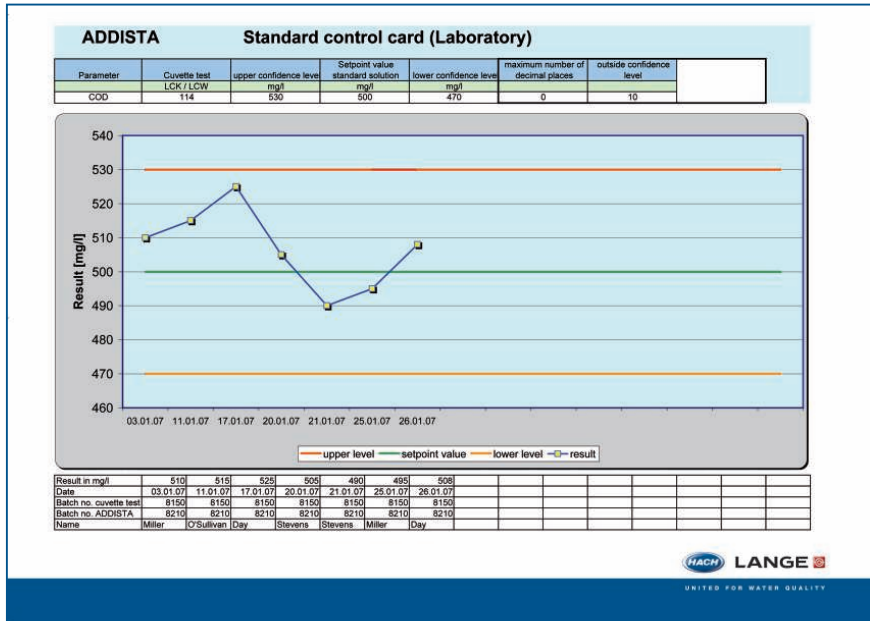 ADDISTA Standard control card (Laboratory)
Parameter Cuvette test upper confidence level Setpoint value standard solution lower confidence level maximum number of decimal places outside confidence level
LCK / LCW mg/l mg/l mg/l
COD 114 530 500 470 0 10
540
530
520
510
500
490
480
470
460
Result [mg/l]
03.01.07 11.01.07 17.01.07 20.01.07 21.01.07 25.01.07 26.01.07
upper level setpoint value lower level result
Result in mg/l 510 515 525 505 490 495 508
Date 03.01.07 11.01.07 17.01.07 20.01.07 21.01.07 25.01.07 26.01.07
Batch no. cuvette test 8150 8150 8150 8150 8150 8150 8150
Batch no. ADDISTA 8210 8210 8210 8210 8210 8210 8210
Name Miller O'Sullivan Day Stevens Stevens Miller Day
HACH LANGE
UNITED FOR WATER QUALITY